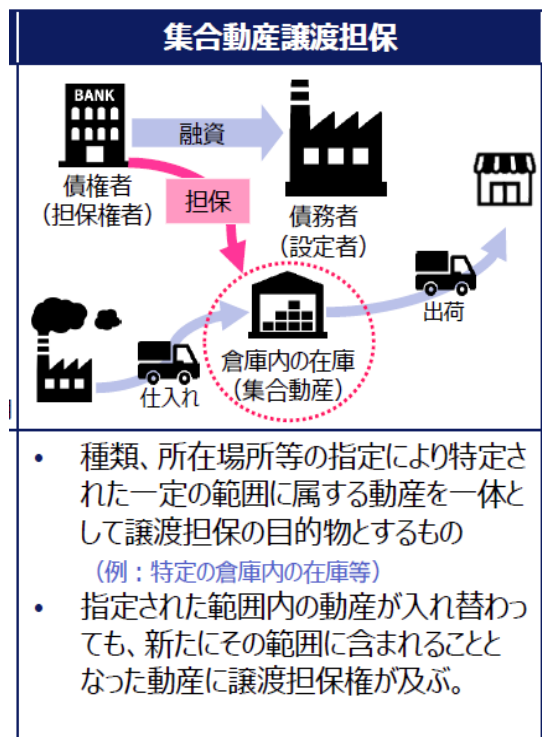 集合動産譲渡担保
BANK
融資
債権者
（担保権者）
担保
債務者
（設定者）
出荷
倉庫内の在庫
（集合動産）
仕入れ
• 種類、所在場所等の指定により特定さ
れた一定の範囲に属する動産を一体と
して譲渡担保の目的物とするもの
（例：特定の倉庫内の在庫等）
• 指定された範囲内の動産が入れ替わっ
ても、新たにその範囲に含まれることと
なった動産に譲渡担保権が及ぶ。